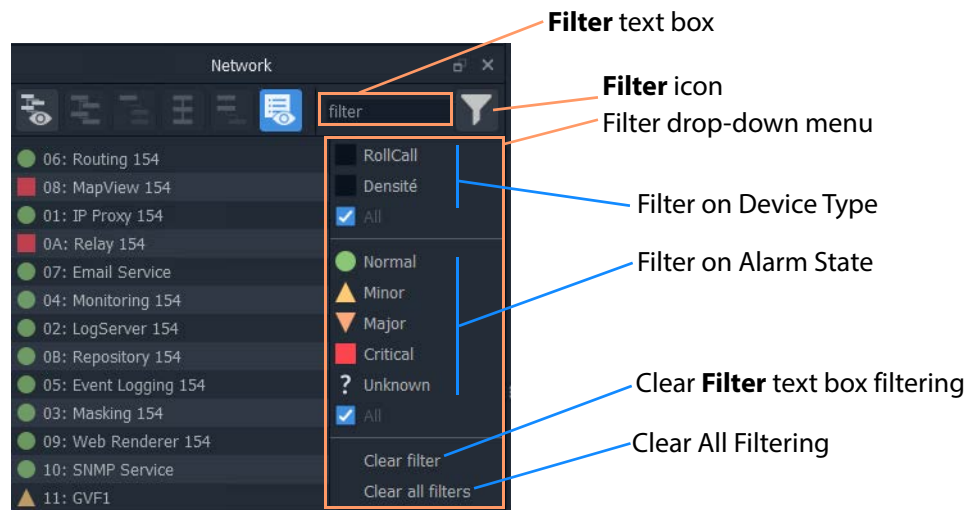 Filter text box
Network
Filter icon
filter
Filter drop-down menu
06: Routing 154
08: MapView 154
01: IP Proxy 154
0A: Relay 154
07: Email Service
04: Monitoring 154
02: LogServer 154
0B: Repository 154
05: Event Logging 154
03: Masking 154
09: Web Renderer 154
10: SNMP Service
11: GVF1
RollCall
Densité
All
Filter on Device Type
Normal
Minor
Major
Critical
? Unknown
All
Filter on Alarm State
Clear filter
Clear all filters
Clear Filter text box filtering
Clear All Filtering